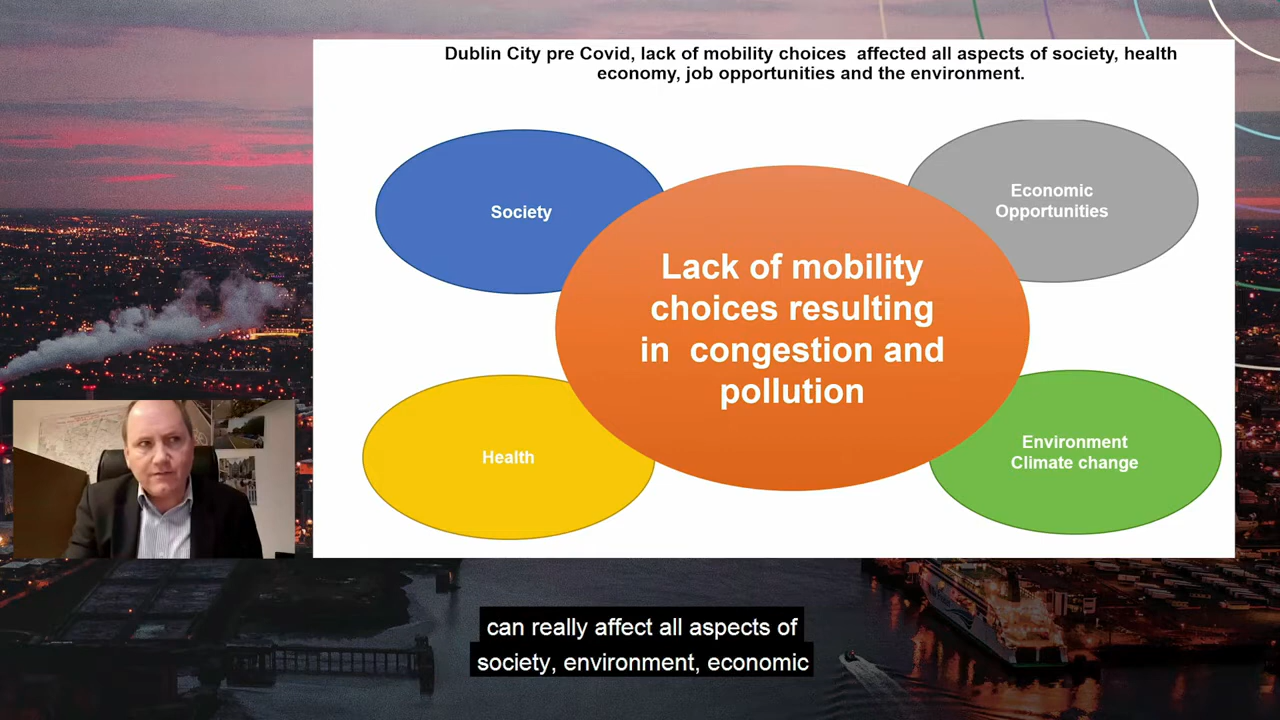 Dublin City pre Covid, lack of mobility choices  affected all aspects of society, health
economy, job opportunities and the environment.
Society
Economic
Opportunities
Lack of mobility
choices resulting
in  congestion and
pollution
Health
Environment
Climate change
can really affect all aspects of
society, environment, economic